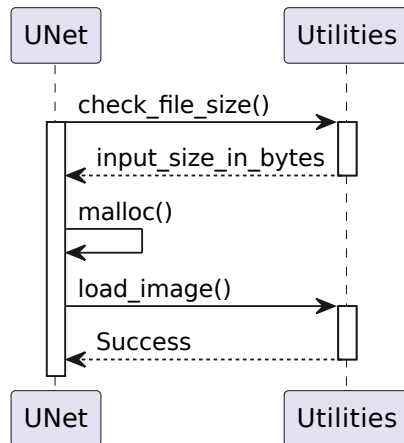 UNet Utilities
check_file_size()
input_size_in_bytes
malloc()
load_image()
Success
UNet Utilities